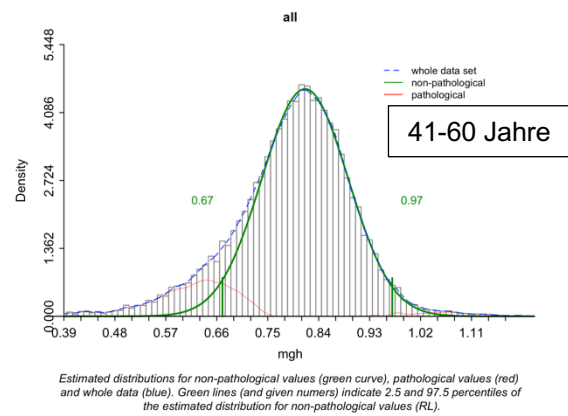 all
5.448
whole data set
non-pathological
pathological
4.086
41-60 Jahre
Density
2.724
0.67
0.97
1.362
0.000
0.39
0.48
0.57
0.66
0.75
0.84
0.93
1.02
1.11
mgh
Estimated distributions for non-pathological values (green curve), pathological values (red)
and whole data (blue). Green lines (and given numers) indicate 2.5 and 97.5 percentiles of
the estimated distribution for non-pathological values (RL).